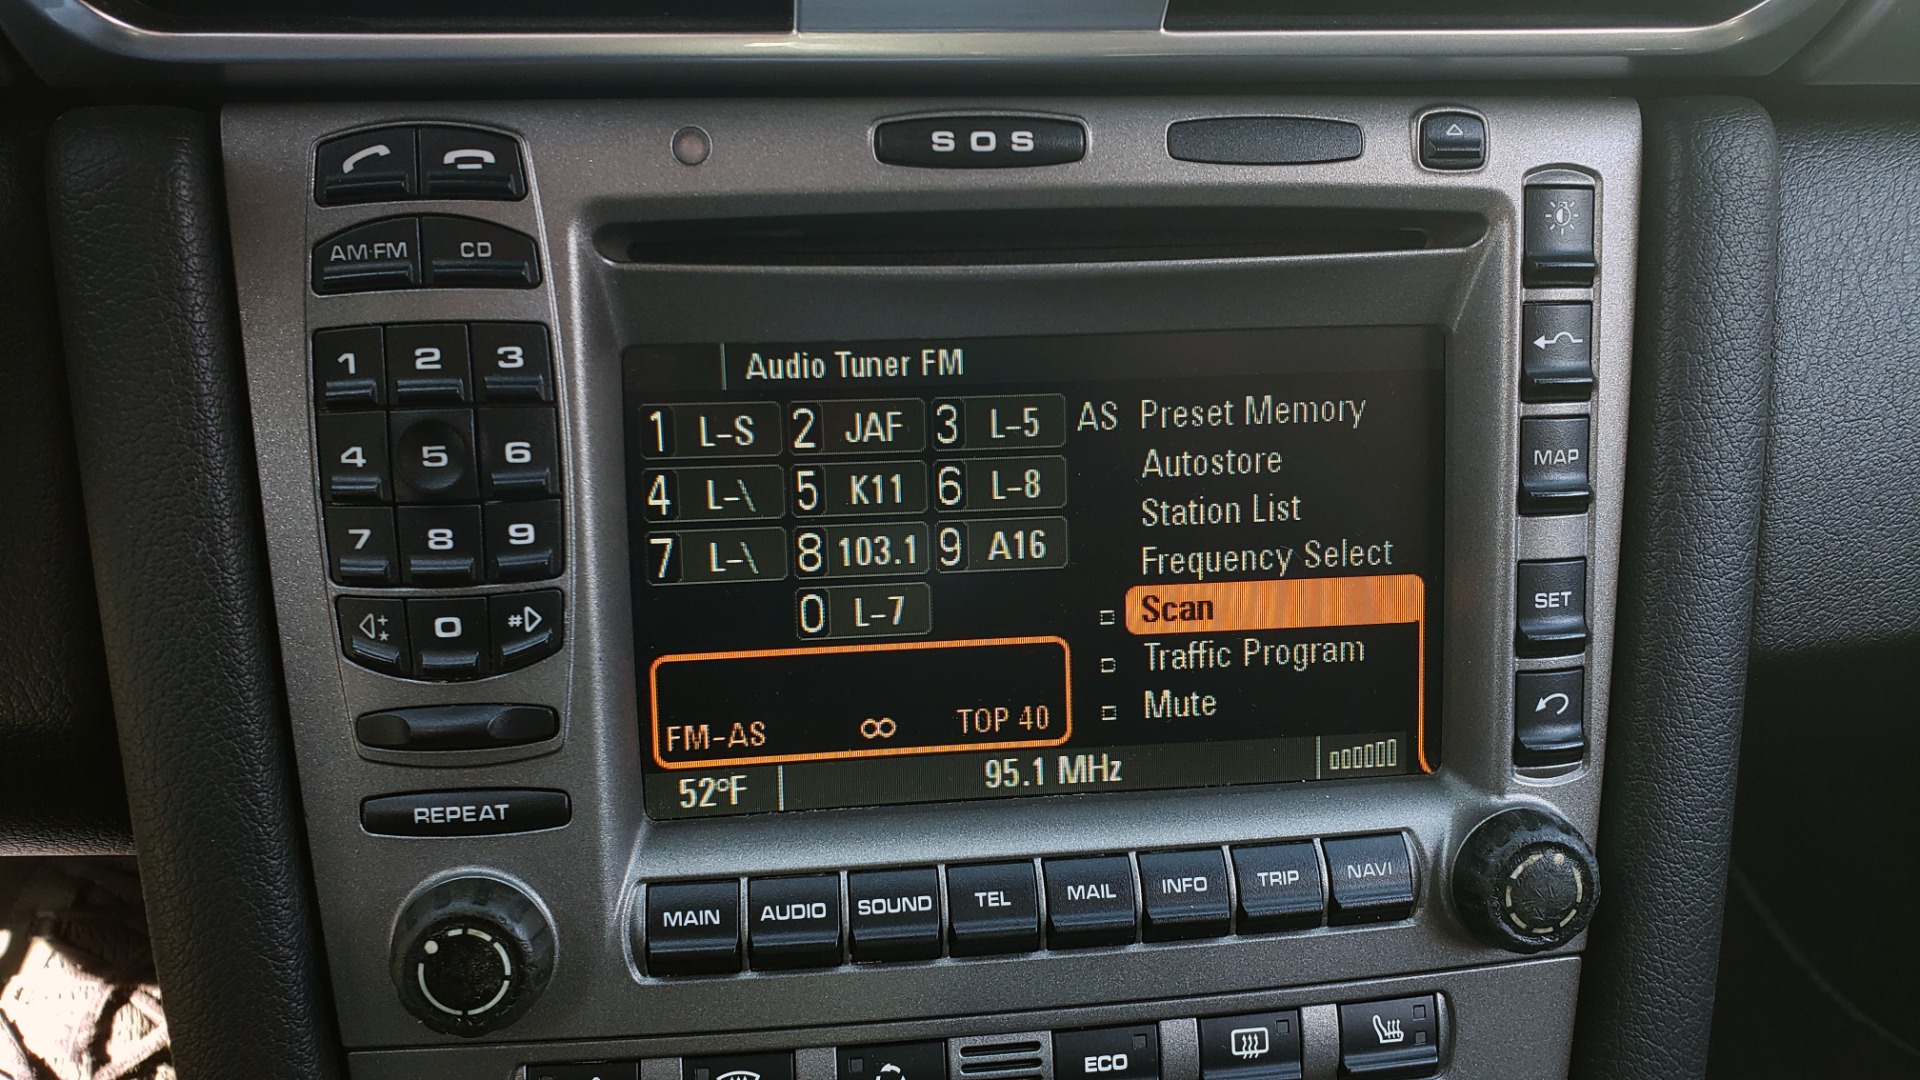 SOS
AM·FM CD
1 2 3
4 5 6
7 8 9
◁+* 0 #▷
REPEAT
Audio Tuner FM
1 L-S 2 JAF 3 L-5
4 L-\ 5 K11 6 L-8
7 L-\ 8 103.1 9 A16
0 L-7
AS Preset Memory
Autostore
Station List
Frequency Select
Scan
Traffic Program
Mute
FM-AS ∞ TOP 40
52°F 95.1 MHz
MAP
SET
MAIN AUDIO SOUND TEL MAIL INFO TRIP NAVI
ECO